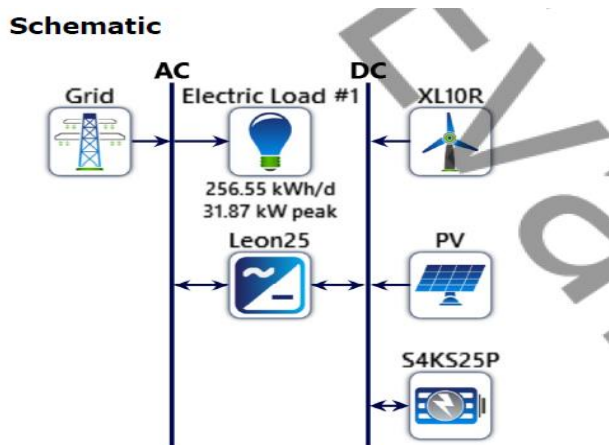 Schematic
AC DC
Grid Electric Load #1 XL10R
256.55 kWh/d
31.87 kW peak
Leon25 PV
S4KS25P